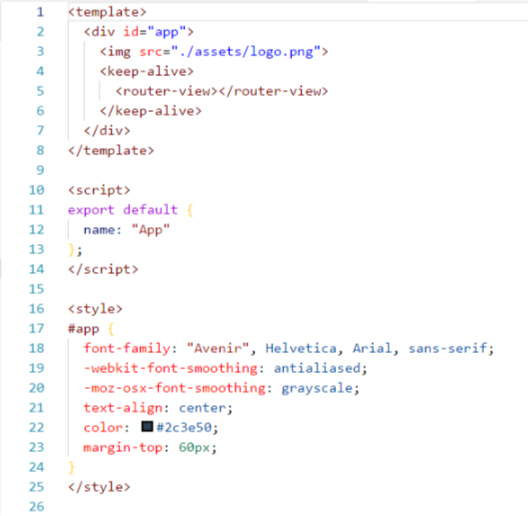 1 <template>
2   <div id="app">
3     <img src="./assets/logo.png">
4     <keep-alive>
5       <router-view></router-view>
6     </keep-alive>
7   </div>
8 </template>
9
10 <script>
11 export default {
12   name: "App"
13 };
14 </script>
15
16 <style>
17 #app {
18   font-family: "Avenir", Helvetica, Arial, sans-serif;
19   -webkit-font-smoothing: antialiased;
20   -moz-osx-font-smoothing: grayscale;
21   text-align: center;
22   color: #2c3e50;
23   margin-top: 60px;
24 }
25 </style>
26